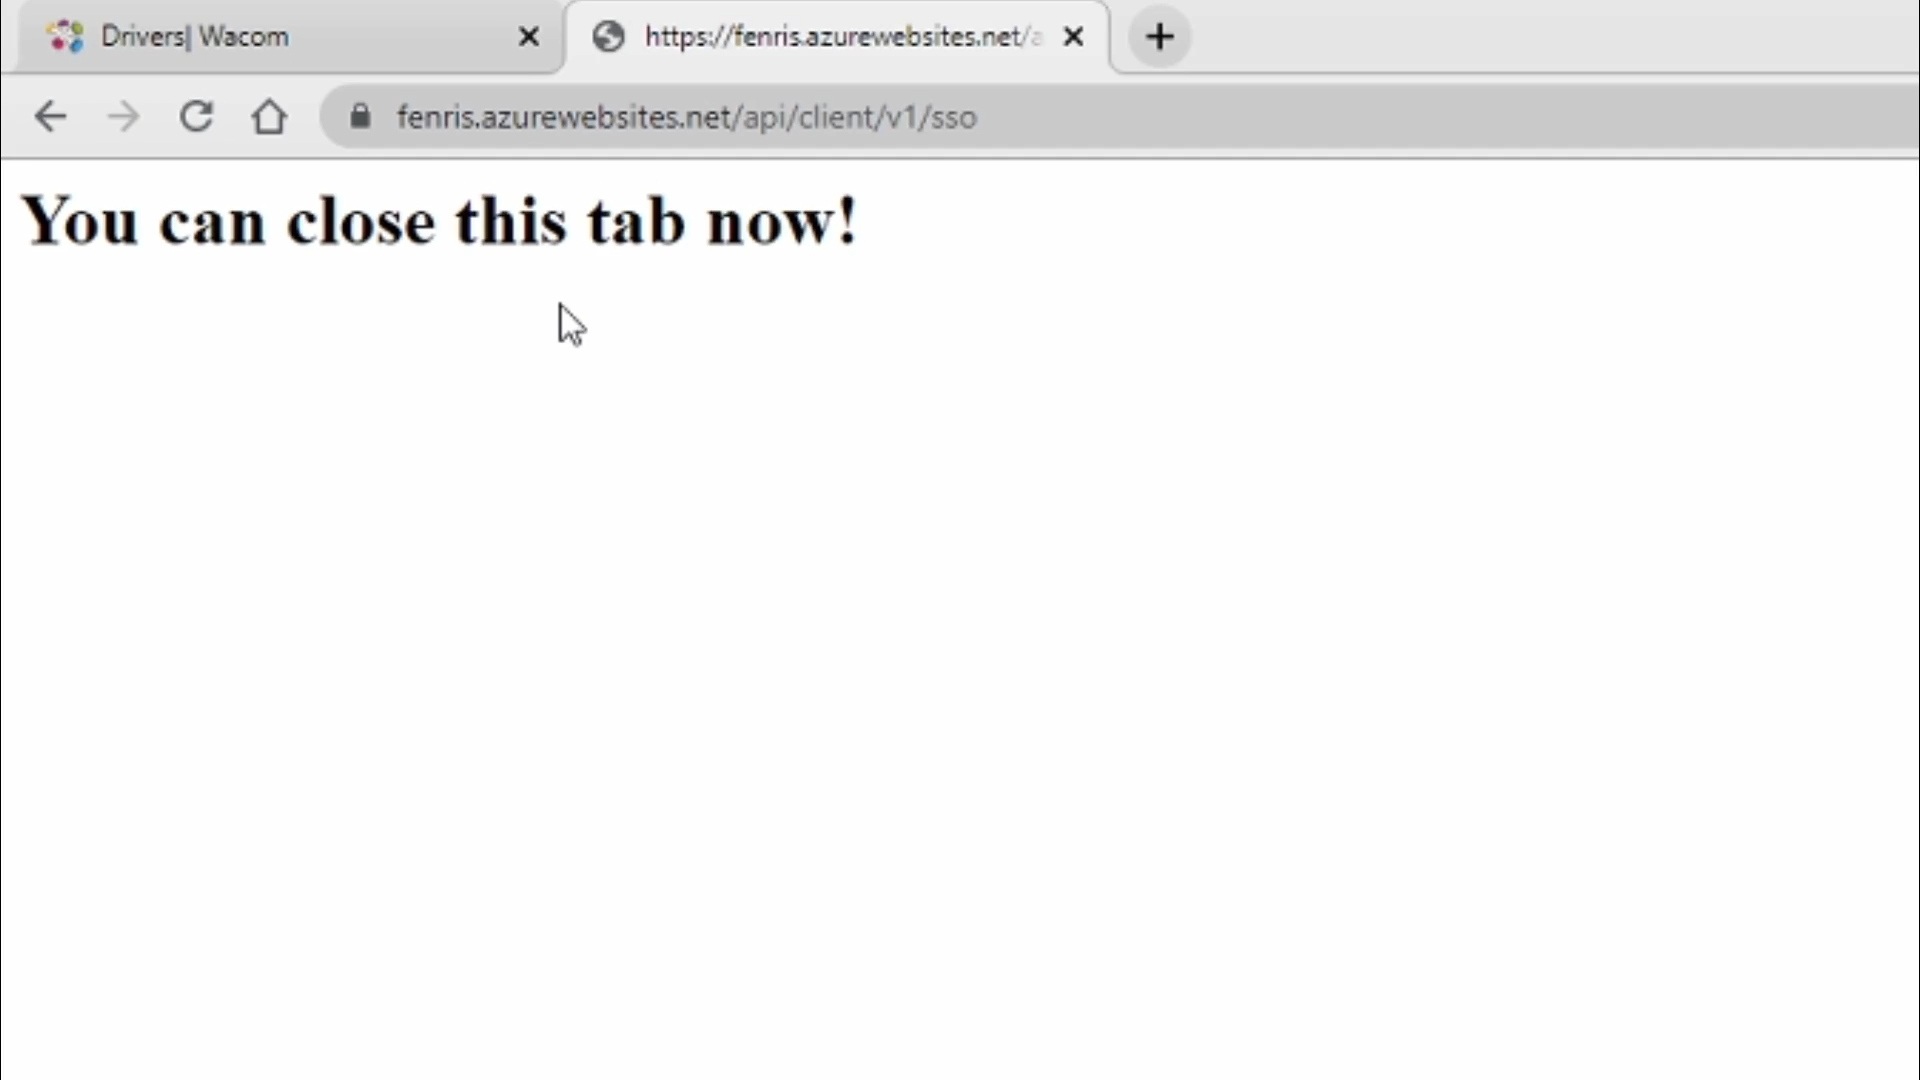 Drivers| Wacom
https://fenris.azurewebsites.net/a
fenris.azurewebsites.net/api/client/v1/sso
You can close this tab now!